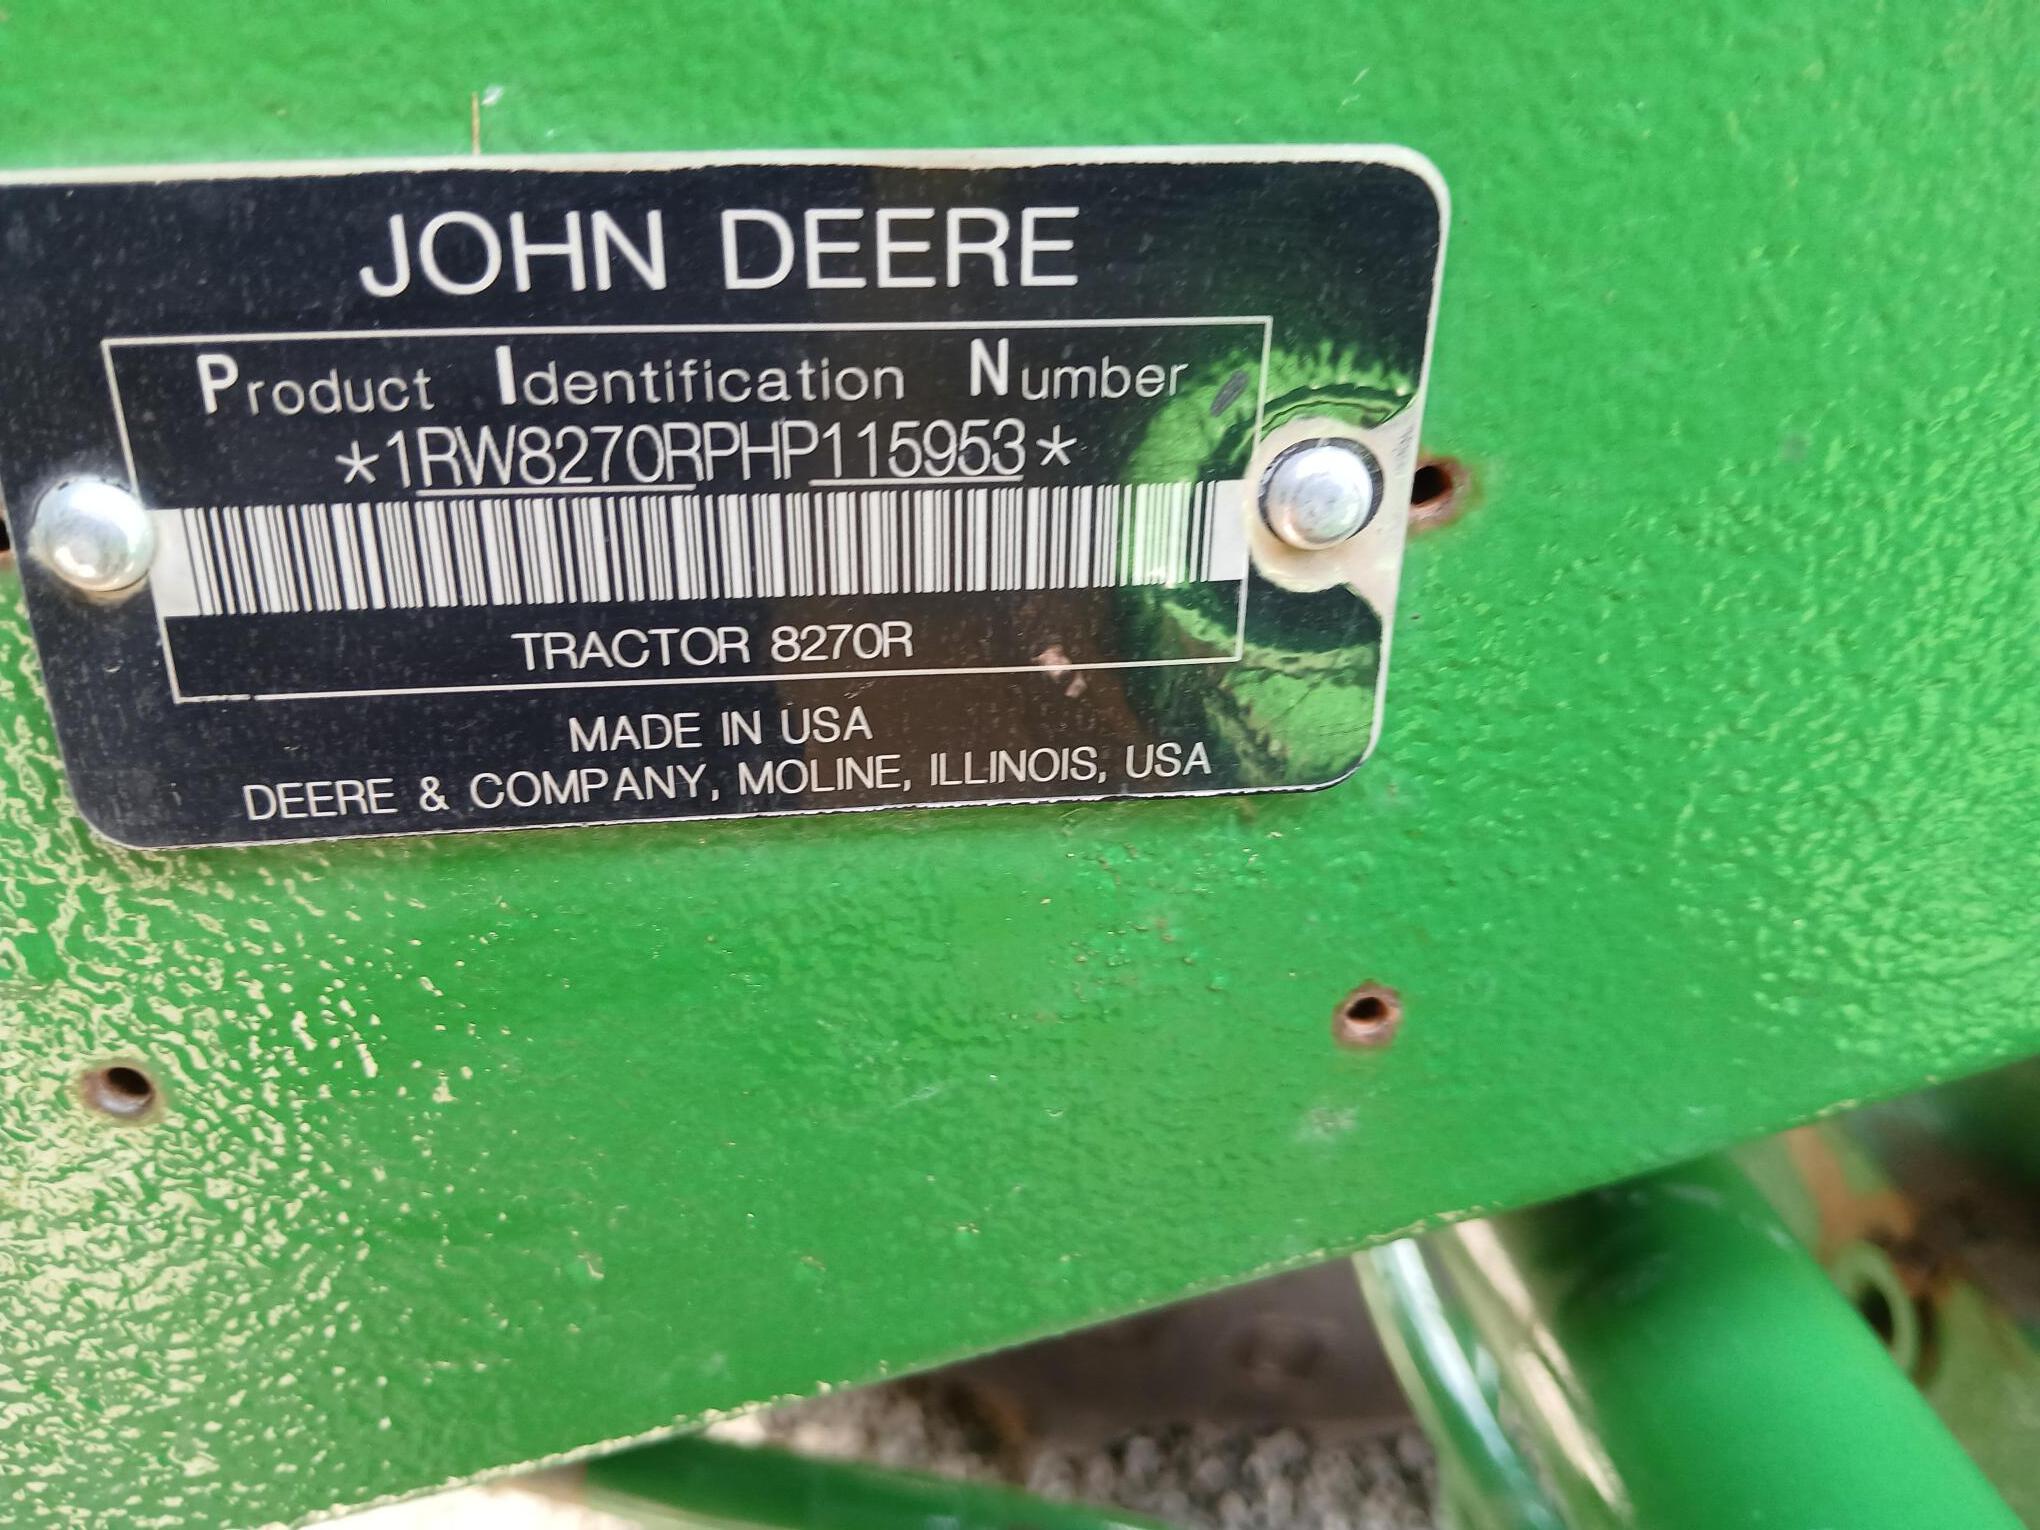 JOHN DEERE
Product Identification Number
*1RW8270RPHP115953*
TRACTOR 8270R
MADE IN USA
DEERE & COMPANY, MOLINE, ILLINOIS, USA